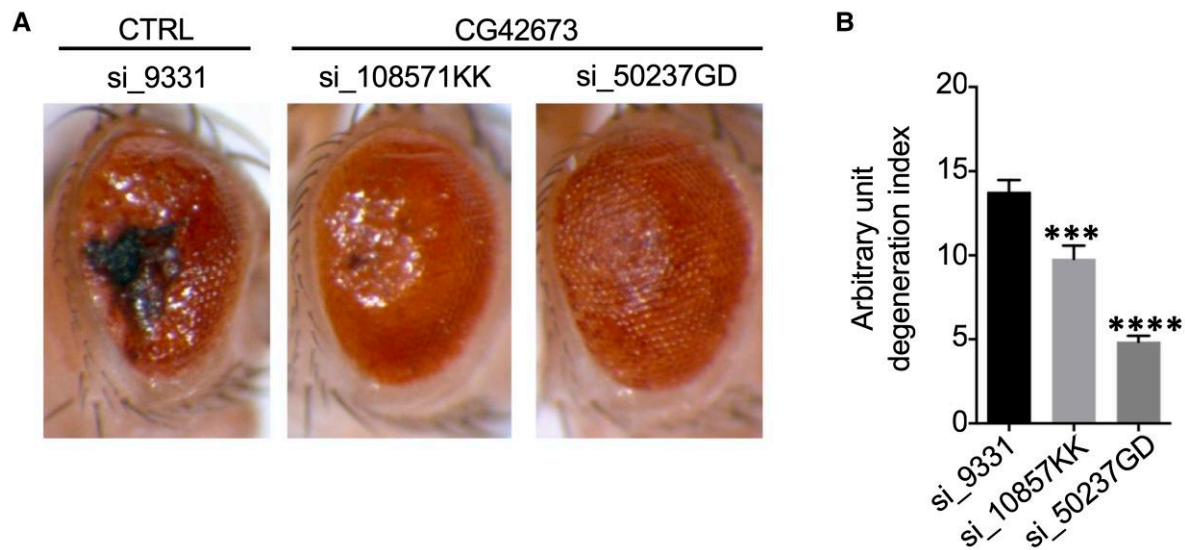 A
CTRL
CG42673
si_9331
si_108571KK
si_50237GD
B
Arbitrary unit
degeneration index
20
15
10
5
0
***
****
si_9331
si_10857KK
si_50237GD